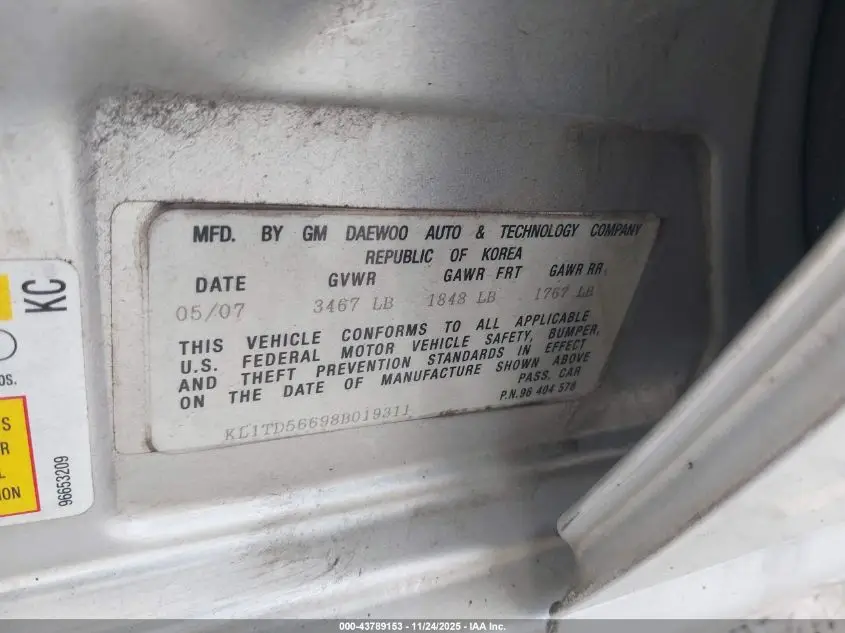 MFD. BY GM DAEWOO AUTO & TECHNOLOGY COMPANY
REPUBLIC OF KOREA
DATE GVWR GAWR FRT GAWR RR
05/07 3467 LB 1848 LB 1767 LB
THIS VEHICLE CONFORMS TO ALL APPLICABLE
U.S. FEDERAL MOTOR VEHICLE SAFETY, BUMPER,
AND THEFT PREVENTION STANDARDS IN EFFECT
ON THE DATE OF MANUFACTURE SHOWN ABOVE
PASS. CAR
P.N.96 404 578
KL1TD56698B019311
KC
OS.
S
R
L
ION
96653209
000-43789153 - 11/24/2025 - IAA Inc.